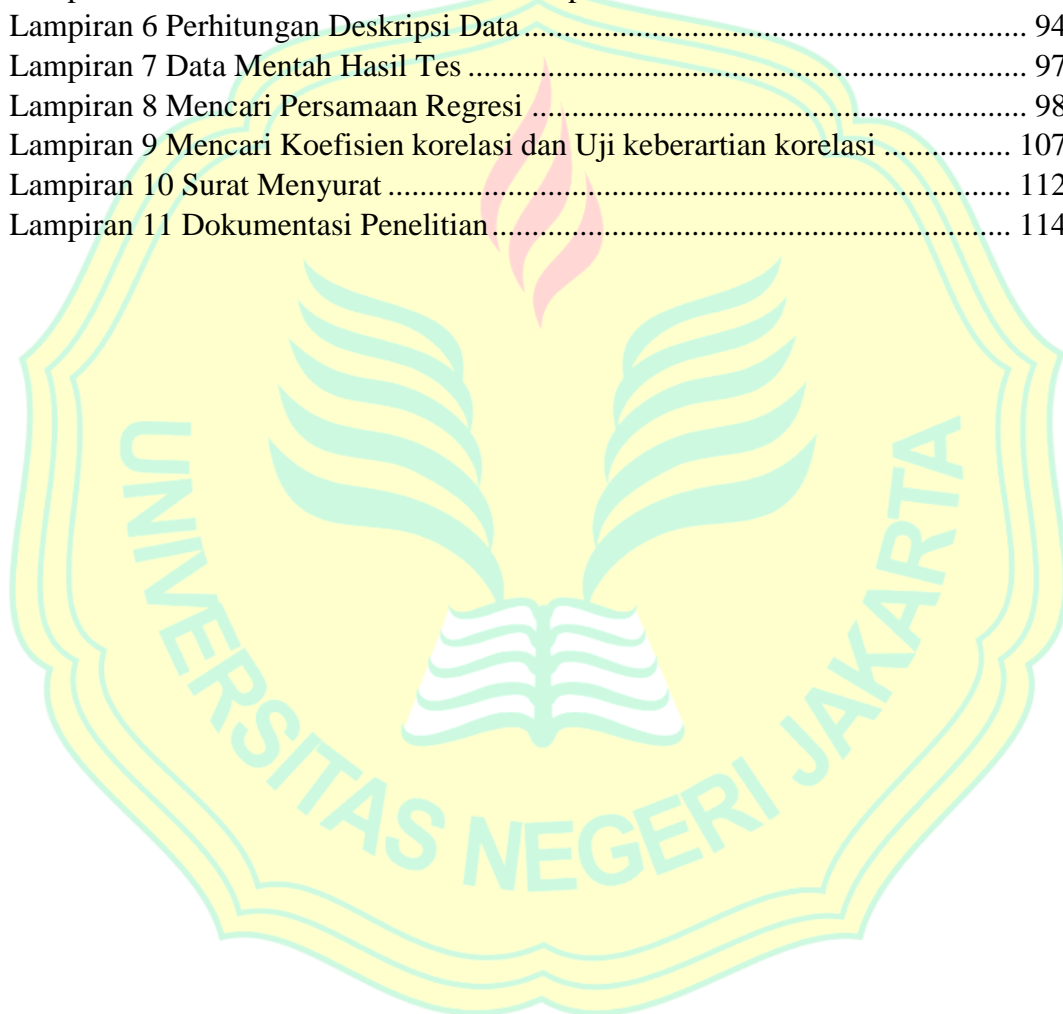 Lampiran 6 Perhitungan Deskripsi Data ............................................................... 94
Lampiran 7 Data Mentah Hasil Tes ...................................................................... 97
Lampiran 8 Mencari Persamaan Regresi .............................................................. 98
Lampiran 9 Mencari Koefisien korelasi dan Uji keberartian korelasi ................ 107
Lampiran 10 Surat Menyurat .............................................................................. 112
Lampiran 11 Dokumentasi Penelitian ................................................................. 114
UNIVERSITAS NEGERI JAKARTA